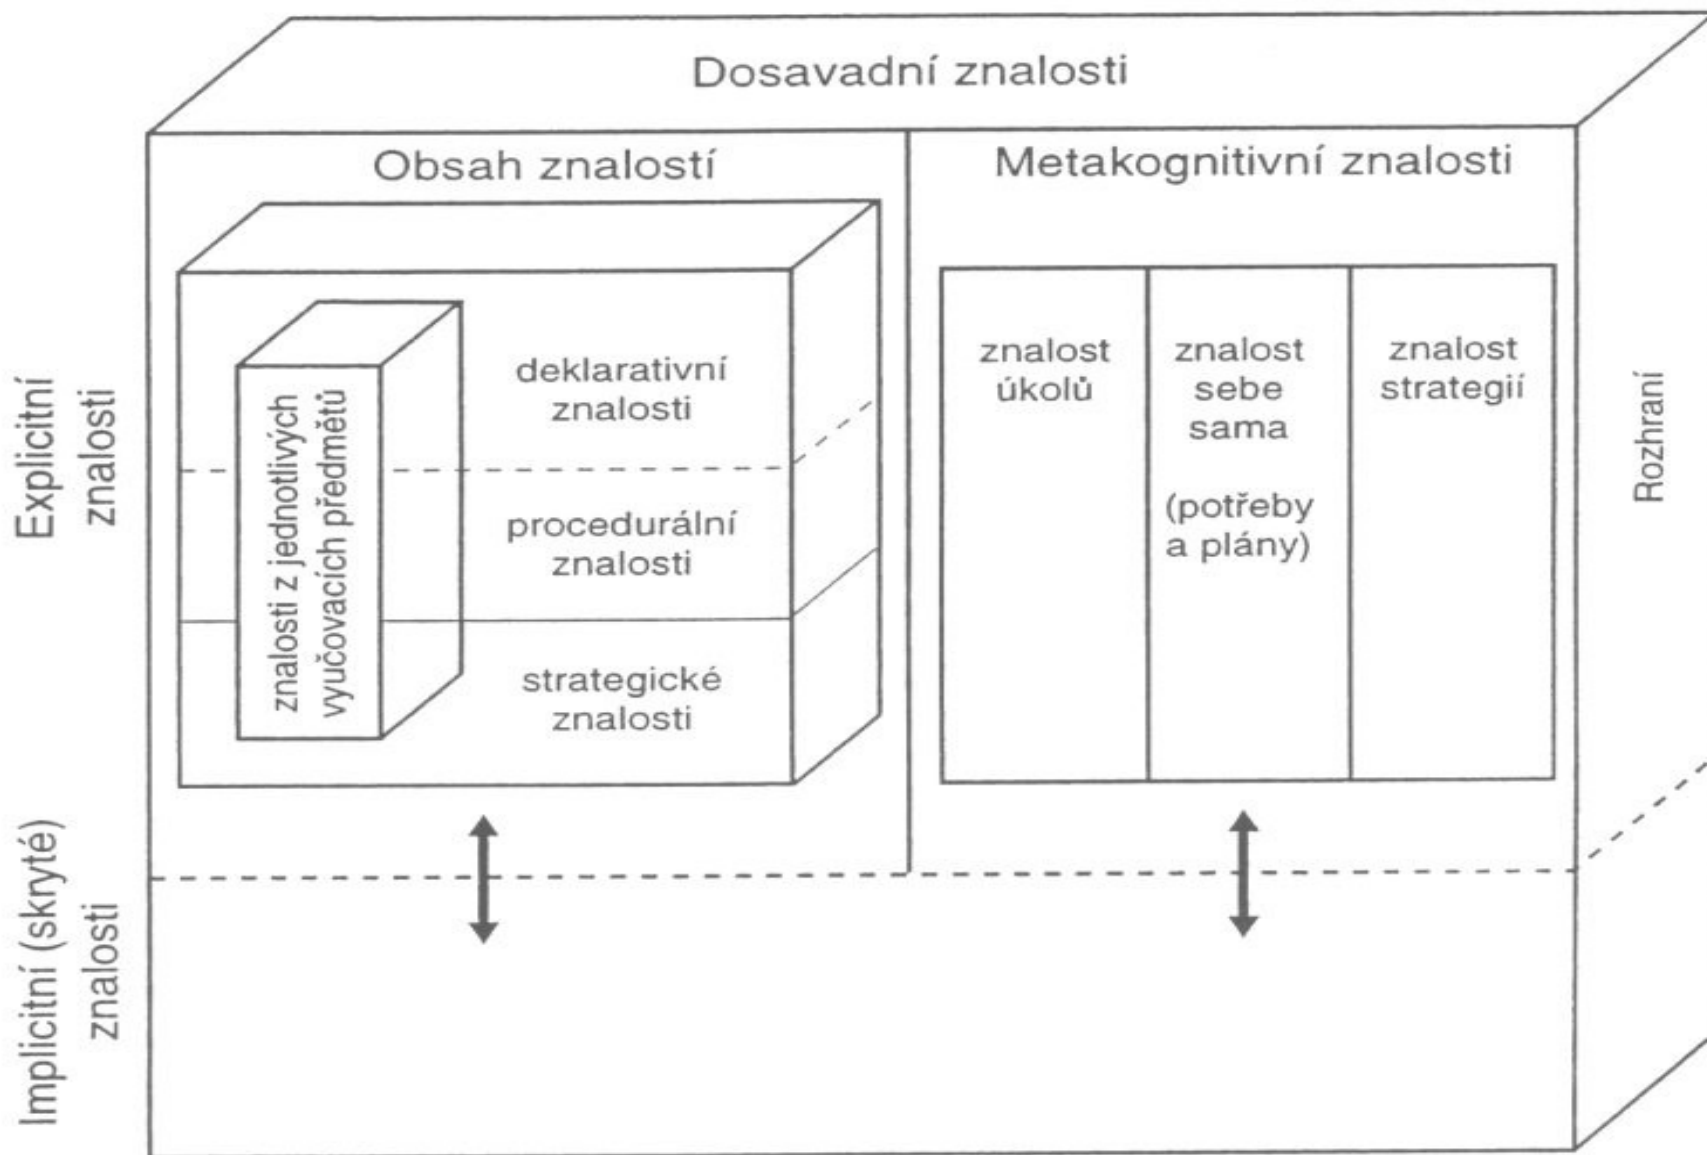 Dosavadní znalosti
Obsah znalostí
Metakognitivní znalosti
Explicitní
znalosti
znalosti z jednotlivých
vyučovacích předmětů
deklarativní
znalosti
procedurální
znalosti
strategické
znalosti
znalost
úkolů
znalost
sebe
sama
(potřeby
a plány)
znalost
strategií
Rozhraní
Implicitní (skryté)
znalosti